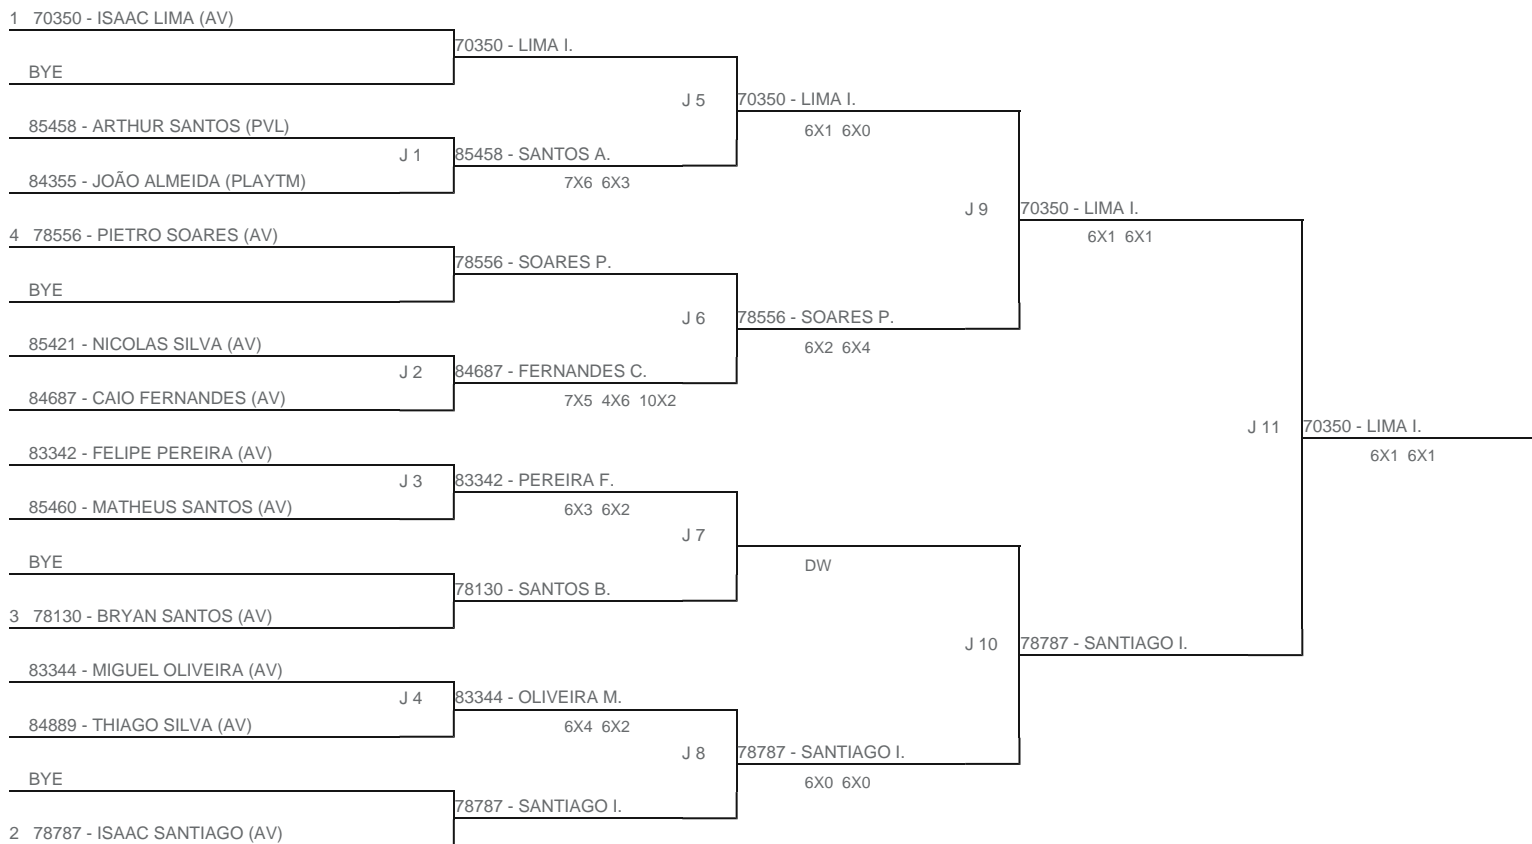 1 70350 - ISAAC LIMA (AV)
70350 - LIMA I.
BYE
J 5 70350 - LIMA I.
6X1 6X0
85458 - ARTHUR SANTOS (PVL)
J 1 85458 - SANTOS A.
84355 - JOÃO ALMEIDA (PLAYTM)
7X6 6X3
J 9 70350 - LIMA I.
6X1 6X1
4 78556 - PIETRO SOARES (AV)
78556 - SOARES P.
BYE
J 6 78556 - SOARES P.
6X2 6X4
85421 - NICOLAS SILVA (AV)
J 2 84687 - FERNANDES C.
84687 - CAIO FERNANDES (AV)
7X5 4X6 10X2
J 11 70350 - LIMA I.
6X1 6X1
83342 - FELIPE PEREIRA (AV)
J 3 83342 - PEREIRA F.
85460 - MATHEUS SANTOS (AV)
6X3 6X2
J 7
DW
BYE
78130 - SANTOS B.
3 78130 - BRYAN SANTOS (AV)
J 10 78787 - SANTIAGO I.
83344 - MIGUEL OLIVEIRA (AV)
J 4 83344 - OLIVEIRA M.
84889 - THIAGO SILVA (AV)
6X4 6X2
J 8 78787 - SANTIAGO I.
6X0 6X0
BYE
78787 - SANTIAGO I.
2 78787 - ISAAC SANTIAGO (AV)